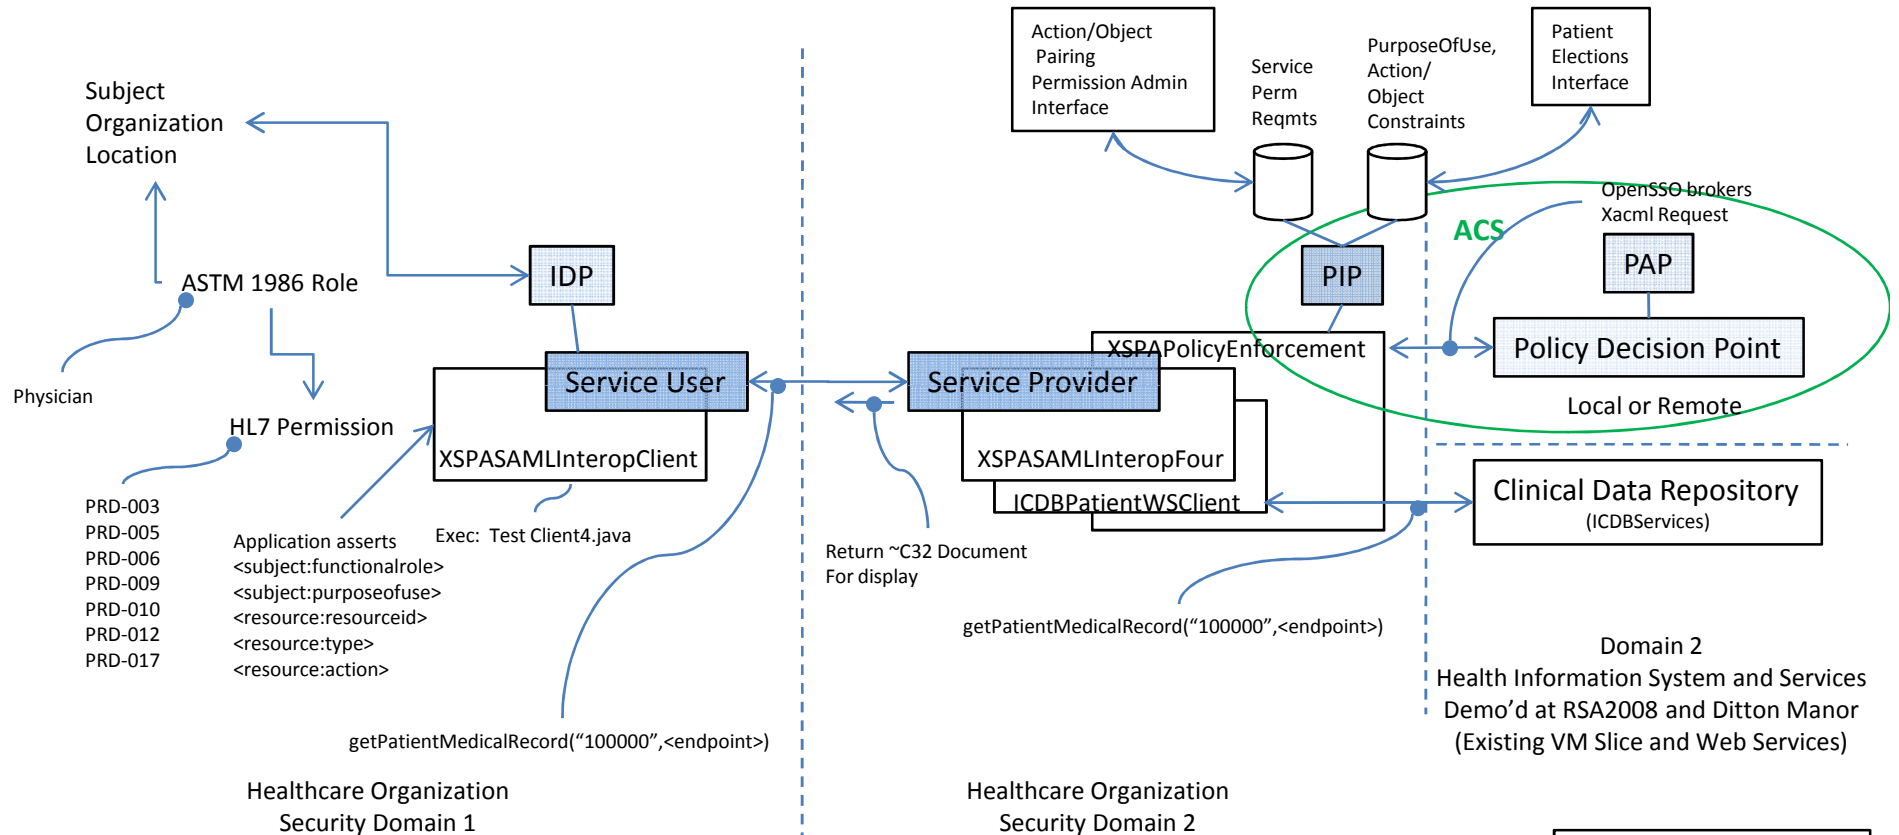 Subject
Organization
Location
ASTM 1986 Role
Physician
HL7 Permission
PRD-003
PRD-005
PRD-006
PRD-009
PRD-010
PRD-012
PRD-017
Application asserts
<subject:functionalrole>
<subject:purposeofuse>
<resource:resourceid>
<resource:type>
<resource:action>
IDP
Service User
XSPASAMLInteropClient
Exec:  Test Client4.java
getPatientMedicalRecord(“100000”,<endpoint>)
Healthcare Organization
Security Domain 1
Action/Object
Pairing
Permission Admin
Interface
Service
Perm
Reqmts
PurposeOfUse,
Action/
Object
Constraints
Patient
Elections
Interface
OpenSSO brokers
Xacml Request
ACS
PIP
PAP
XSPAPolicyEnforcement
Policy Decision Point
Local or Remote
Service Provider
XSPASAMLInteropFour
ICDBPatientWSClient
Clinical Data Repository
(ICDBServices)
Return ~C32 Document
For display
getPatientMedicalRecord(“100000”,<endpoint>)
Domain 2
Health Information System and Services
Demo’d at RSA2008 and Ditton Manor
(Existing VM Slice and Web Services)
Healthcare Organization
Security Domain 2